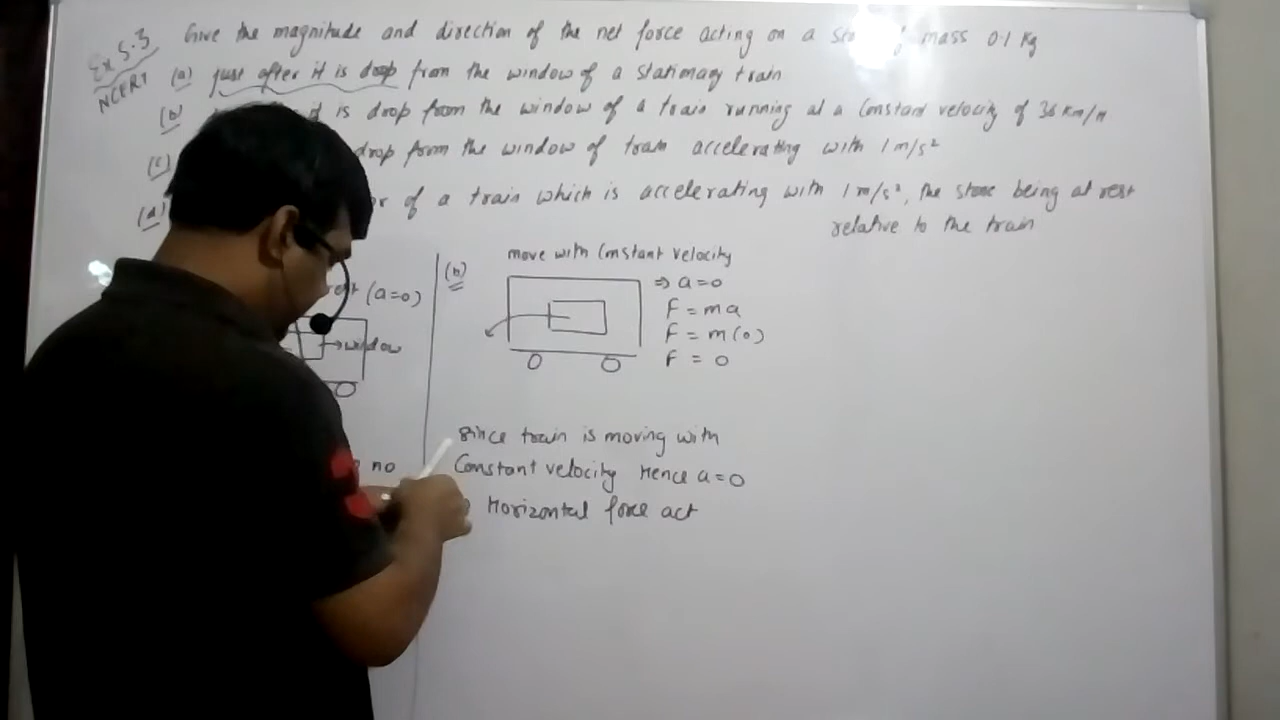 Ex 5.3
NCERT
Give the magnitude and direction of the net force acting on a mass 0.1 Kg
(a) just after it is drop from the window of a stationary train
(b) it is drop from the window of a train running at a constant velocity of 36 Km/h
(c) drop from the window of train accelerating with 1 m/s²
(d) of a train which is accelerating with 1 m/s², the stone being at rest
relative to the train
(a=0)
window
no
(b)
move with Constant velocity
⇒ a=0
F = ma
F = m(0)
F = 0
Since train is moving with
Constant velocity Hence a=0
Horizontal force act